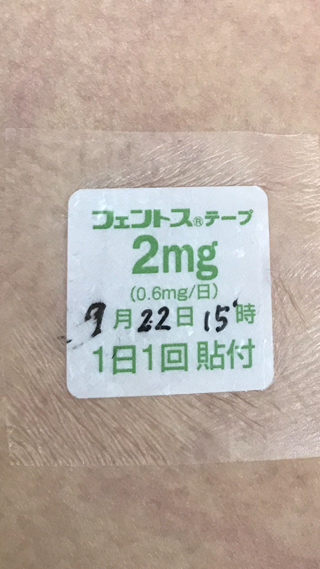 フェントス®テープ
2mg
(0.6mg/日)
9月22日15時
1日1回 貼付